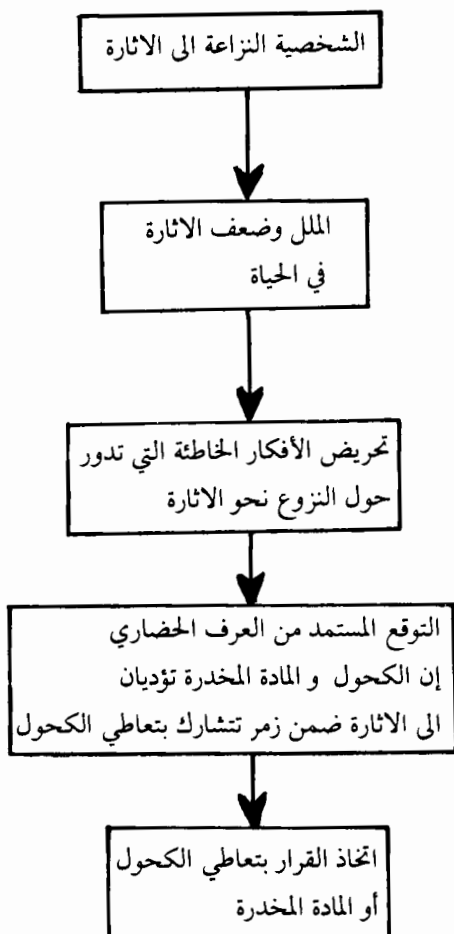 الشخصية النزاعة الى الاثارة
الملل وضعف الاثارة
في الحياة
تحريض الأفكار الخاطئة التي تدور
حول النزوع نحو الاثارة
التوقع المستمد من العرف الحضاري
إن الكحول و المادة المخدرة تؤديان
الى الاثارة ضمن زمر تتشارك بتعاطي الكحول
اتخاذ القرار بتعاطي الكحول
أو المادة المخدرة